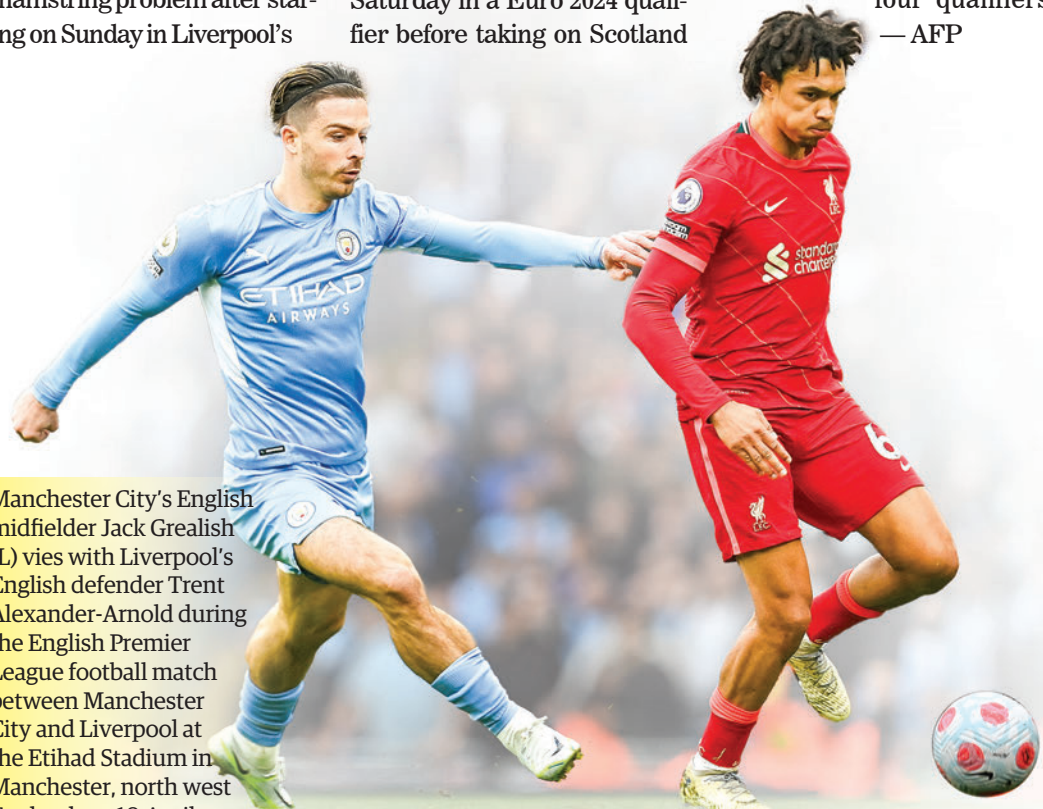 hamstring problem after star-
ng on Sunday in Liverpool's
Saturday in a Euro 2024 quali-
fier before taking on Scotland
four qualifiers
— AFP
ETIHAD
AIRWAYS
standard
chartered
L.F.C.
6
L.F.C.
Manchester City's English
midfielder Jack Grealish
(L) vies with Liverpool's
English defender Trent
Alexander-Arnold during
the English Premier
League football match
between Manchester
City and Liverpool at
the Etihad Stadium in
Manchester, north west